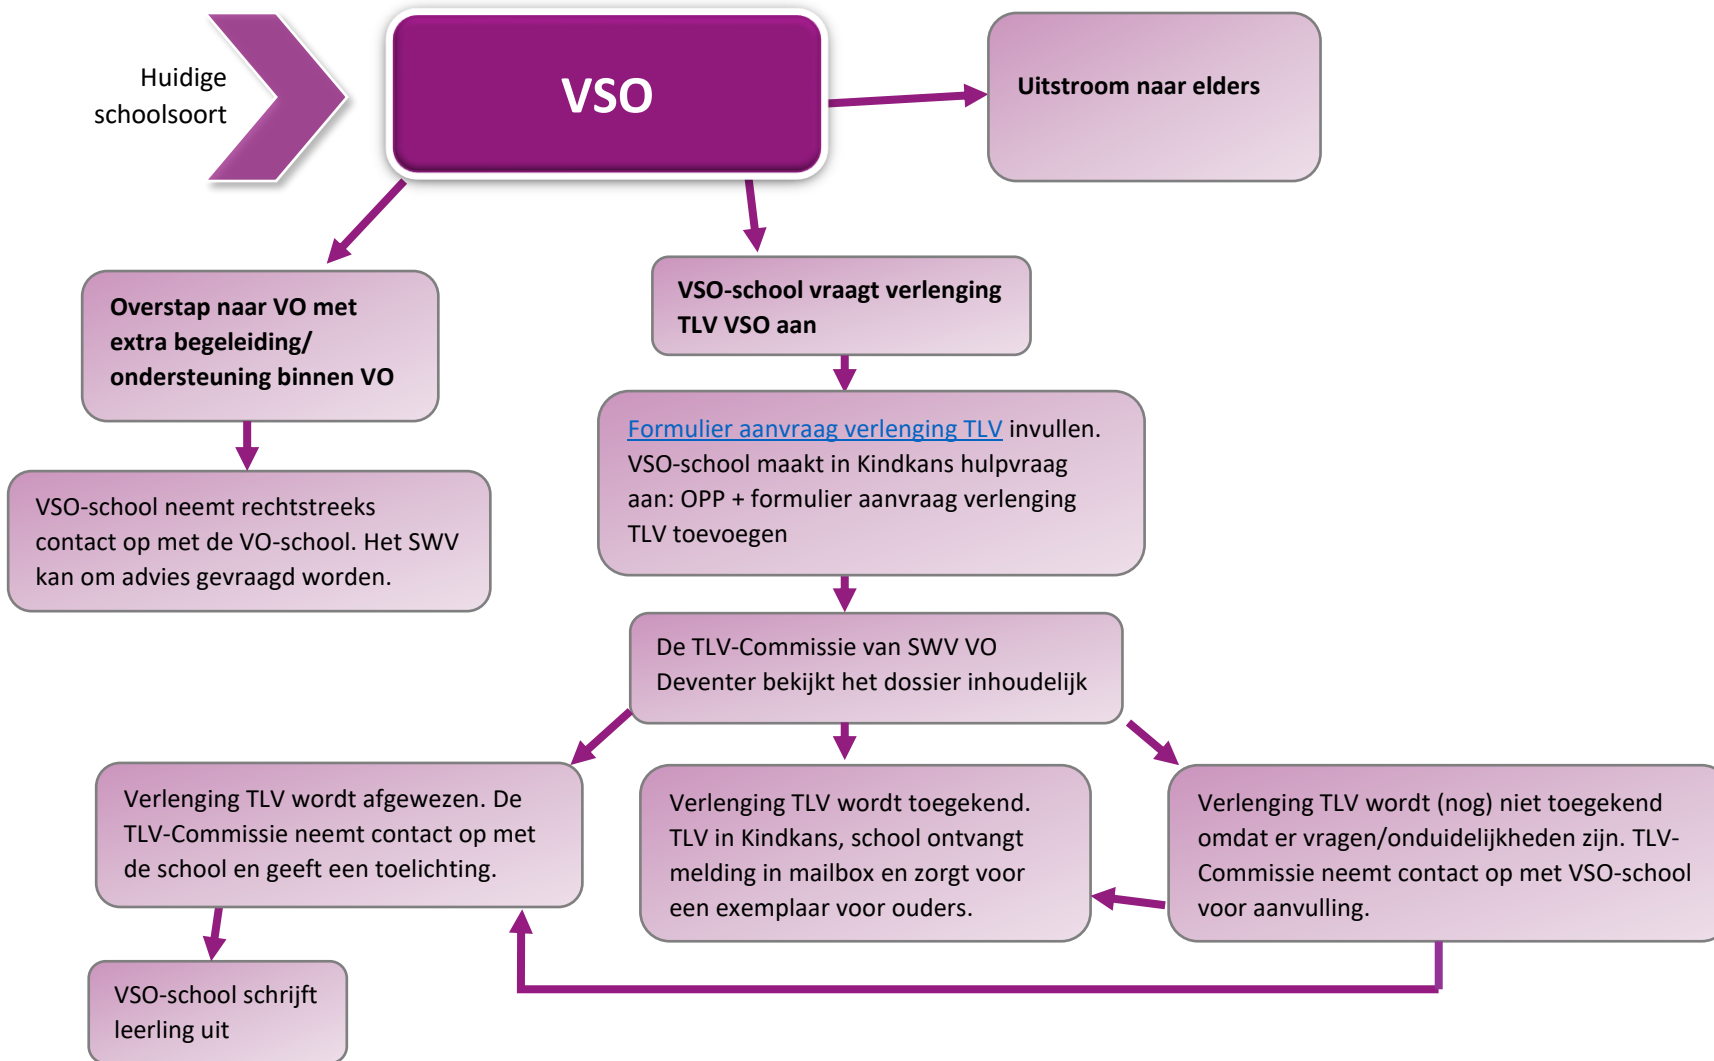 Huidige
schoolsoort
VSO
Uitstroom naar elders
Overstap naar VO met
extra begeleiding/
ondersteuning binnen VO
VSO-school neemt rechtstreeks
contact op met de VO-school. Het SWV
kan om advies gevraagd worden.
VSO-school vraagt verlenging
TLV VSO aan
Formulier aanvraag verlenging TLV invullen.
VSO-school maakt in Kindkans hulpvraag
aan: OPP + formulier aanvraag verlenging
TLV toevoegen
De TLV-Commissie van SWV VO
Deventer bekijkt het dossier inhoudelijk
Verlenging TLV wordt afgewezen. De
TLV-Commissie neemt contact op met
de school en geeft een toelichting.
Verlenging TLV wordt toegekend.
TLV in Kindkans, school ontvangt
melding in mailbox en zorgt voor
een exemplaar voor ouders.
Verlenging TLV wordt (nog) niet toegekend
omdat er vragen/onduidelijkheden zijn. TLV-
Commissie neemt contact op met VSO-school
voor aanvulling.
VSO-school schrijft
leerling uit